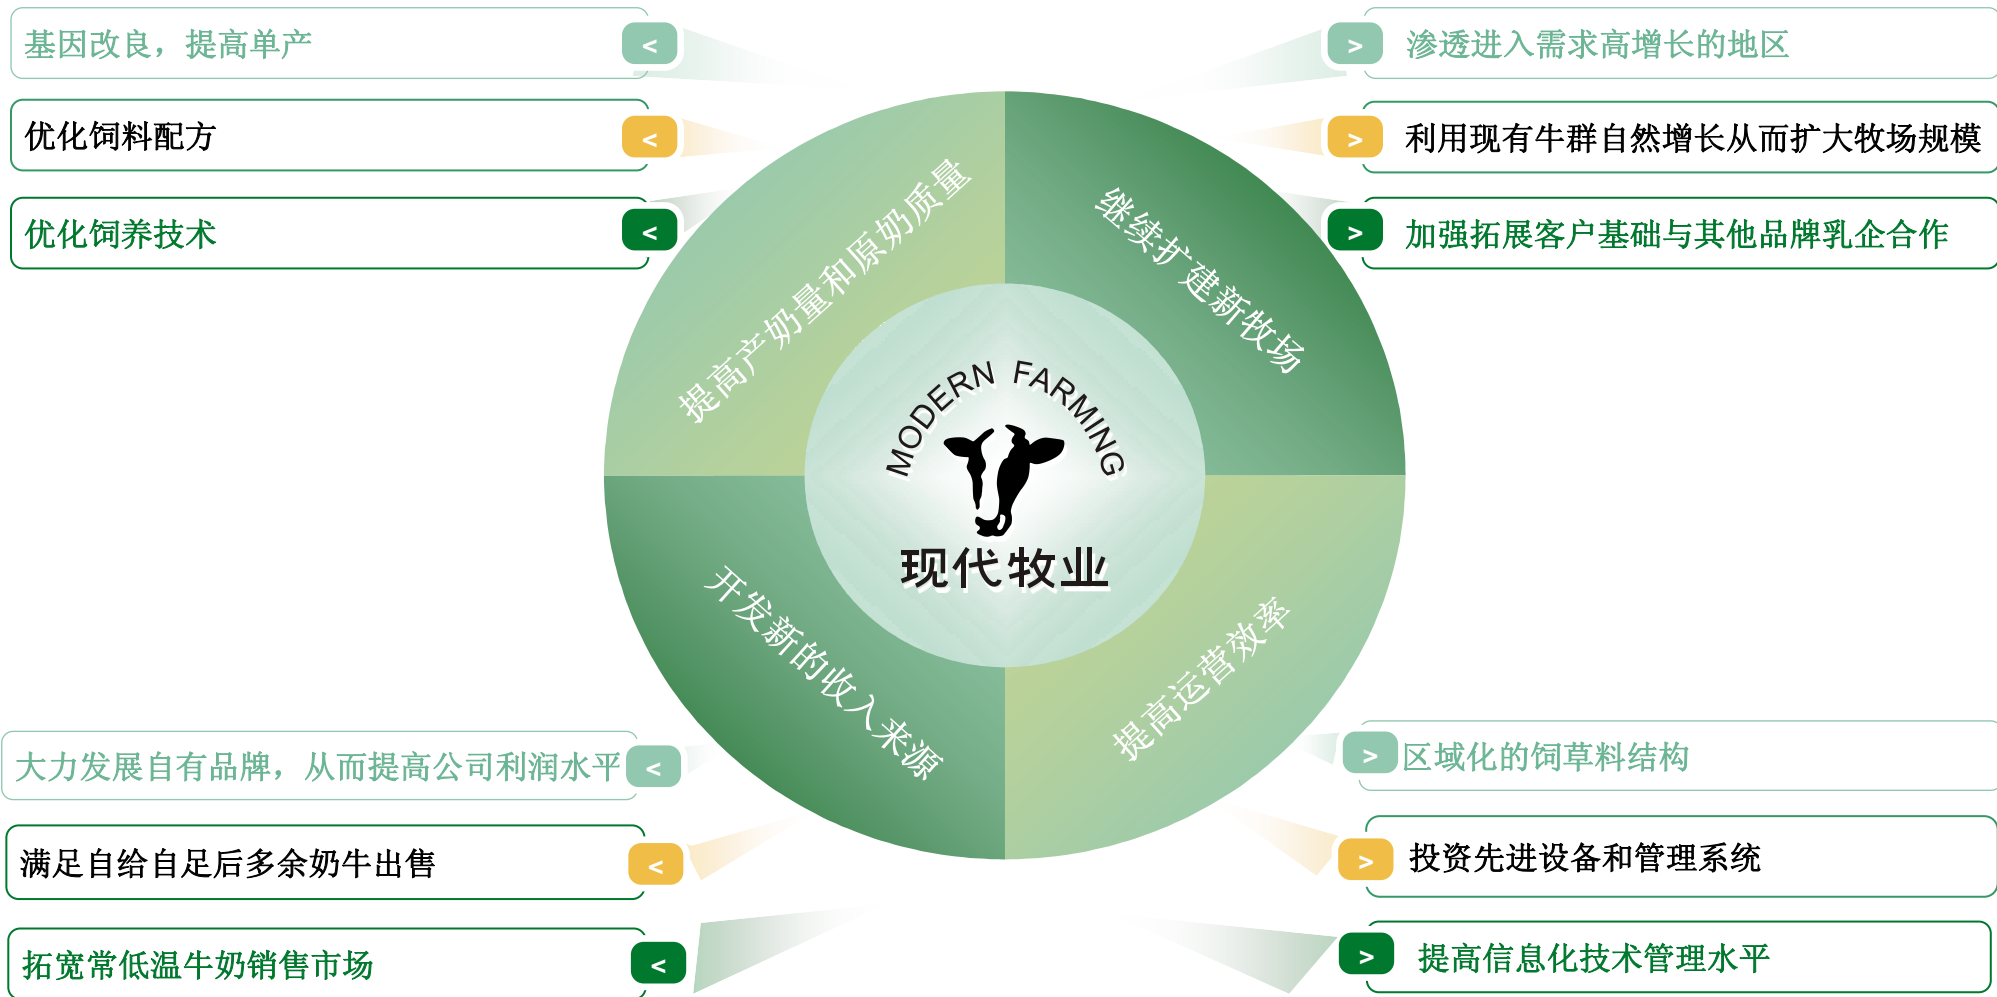 基因改良，提高单产
<
优化饲料配方
<
优化饲养技术
<
>
渗透进入需求高增长的地区
>
利用现有牛群自然增长从而扩大牧场规模
>
加强拓展客户基础与其他品牌乳企合作
提高产奶量和原奶质量
继续扩建新牧场
MODERN FARMING
现代牧业
开发新的收入来源
提高运营效率
大力发展自有品牌，从而提高公司利润水平
<
满足自给自足后多余奶牛出售
<
拓宽常低温牛奶销售市场
<
>
区域化的饲草料结构
>
投资先进设备和管理系统
>
提高信息化技术管理水平